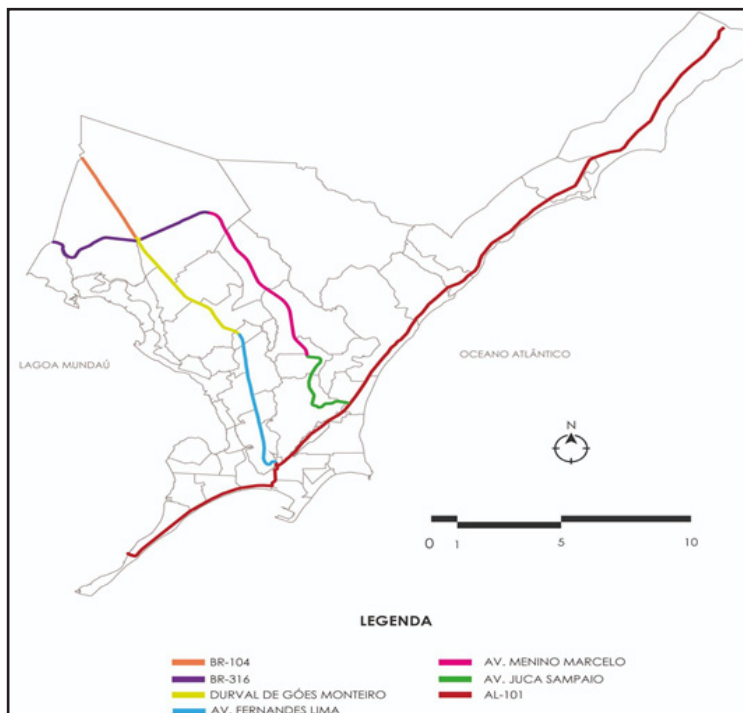 LAGOA MUNDAÚ
OCEANO ATLÂNTICO
N
0 1 5 10
LEGENDA
BR-104
BR-316
DURVAL DE GÓES MONTEIRO
AV. FERNANDES LIMA
AV. MENINO MARCELO
AV. JUCA SAMPAIO
AL-101